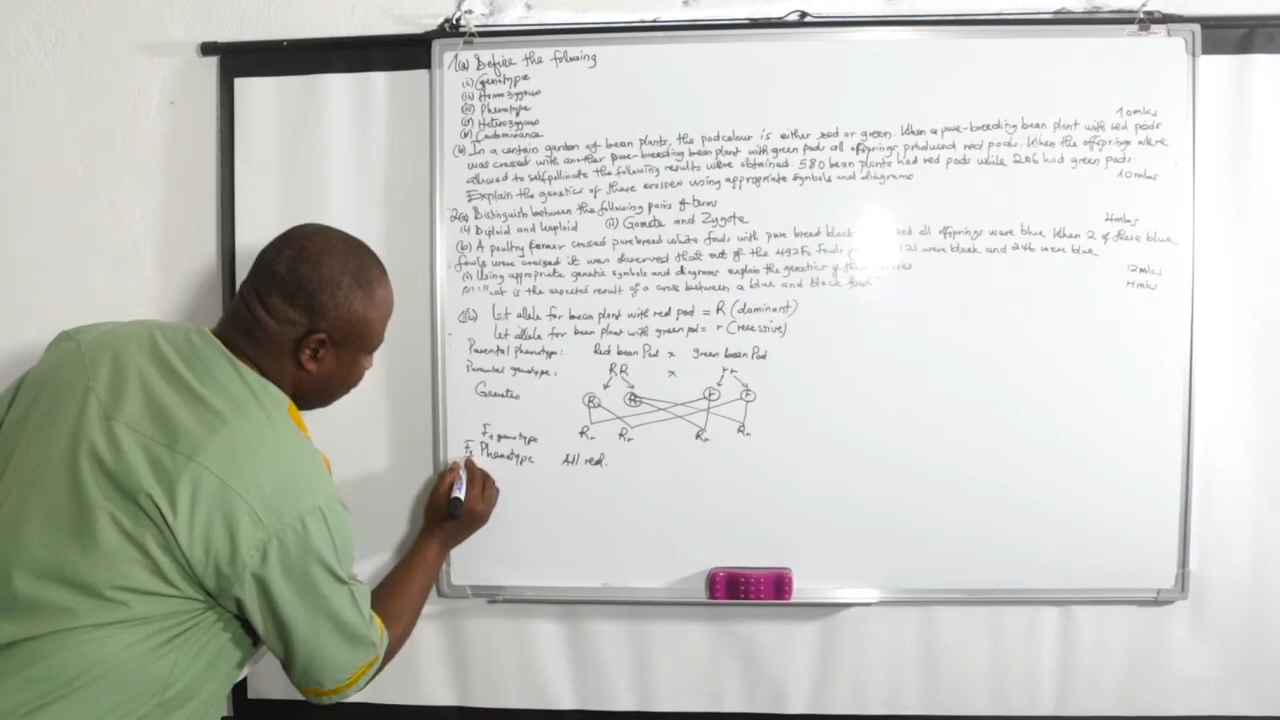 1(a) Define the following
(i) Genotype
(ii) Homozygous
(iii) Phenotype
(iv) Heterozygous
(v) Codominance
10mks
(b) In a certain garden of bean plants, the pod colour is either red or green. When a pure-breeding bean plant with red pods
was crossed with another pure-breeding bean plant with green pods all offsprings produced red pods. When the offsprings were
allowed to selfpollinate the following results were obtained. 580 bean plants had red pods while 206 had green pods.
Explain the genetics of these crosses using appropriate symbols and diagrams
10mks
2(a) Distinguish between the following pairs of terms
(i) Diploid and haploid (ii) Gamete and Zygote
4mks
(b) A poultry farmer crossed purebreed white fowls with pure breed black and all offsprings were blue. When 2 of these blue
fowls were crossed it was observed that out of the 492 F2 fowls 121 were black and 246 were blue
(i) Using appropriate genetic symbols and diagrams explain the genetics of
12mks
is the expected result of a cross between a blue and black fowl
4mks
1(b) Let allele for bean plant with red pod = R (dominant)
Let allele for bean plant with green pod = r (recessive)
Parental phenotype: Red bean Pod x green bean Pod
Parental genotype: RR x rr
Gametes R R r r
F1 genotype Rr Rr Rr Rr
F1 Phenotype All red.